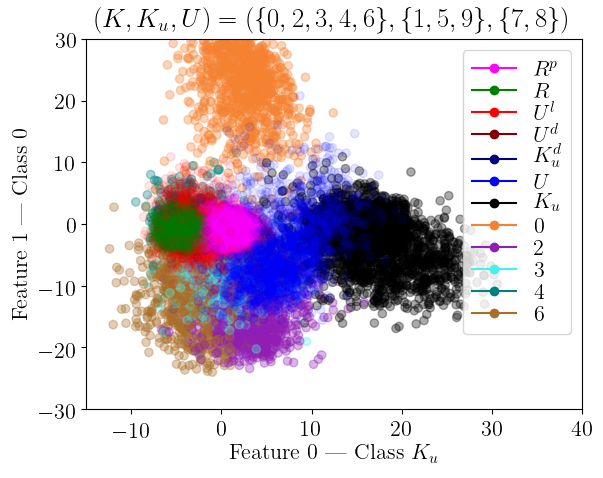 (K, K_u, U) = ({0, 2, 3, 4, 6}, {1, 5, 9}, {7, 8})
30
20
10
0
−10
−20
−30
Feature 1 — Class 0
−10 0 10 20 30 40
Feature 0 — Class K_u
R^p
R
U^l
U^d
K_u^d
U
K_u
0
2
3
4
6